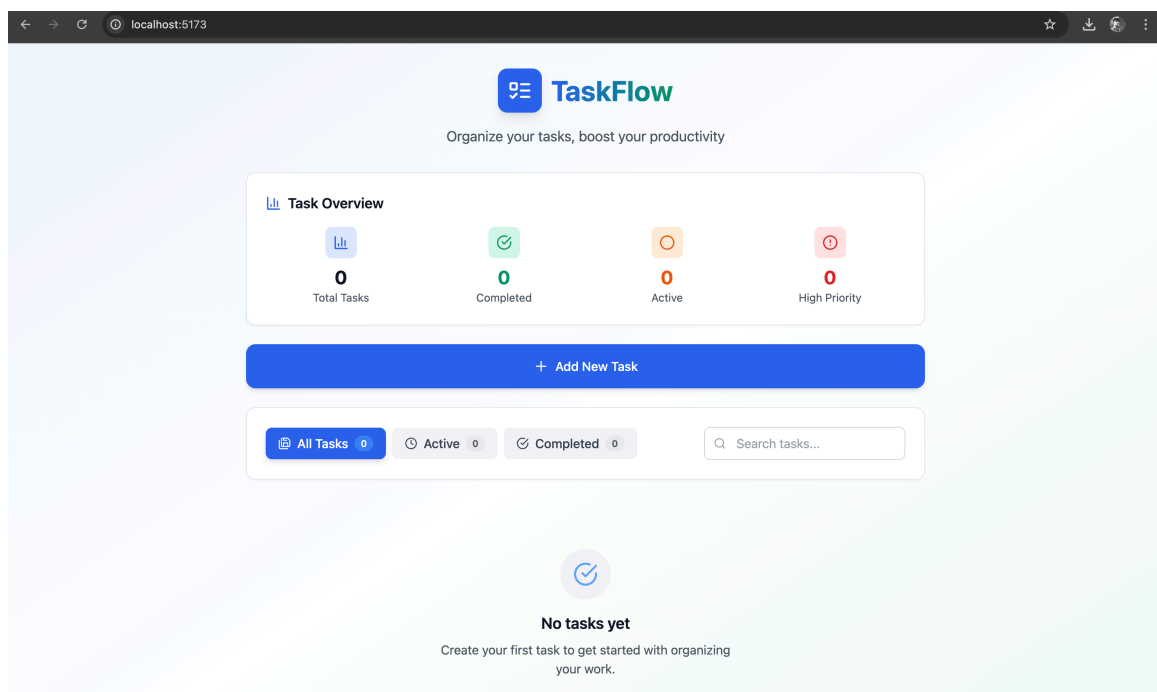 localhost:5173
TaskFlow
Organize your tasks, boost your productivity
Task Overview
0 0 0 0
Total Tasks Completed Active High Priority
+ Add New Task
All Tasks 0 Active 0 Completed 0 Search tasks...
No tasks yet
Create your first task to get started with organizing
your work.